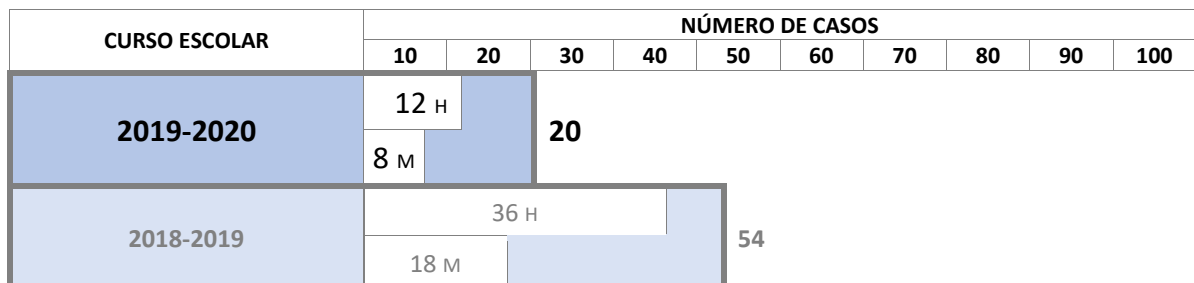 CURSO ESCOLAR
NÚMERO DE CASOS
10 20 30 40 50 60 70 80 90 100
2019-2020
12 H
8 M
20
2018-2019
36 H
18 M
54